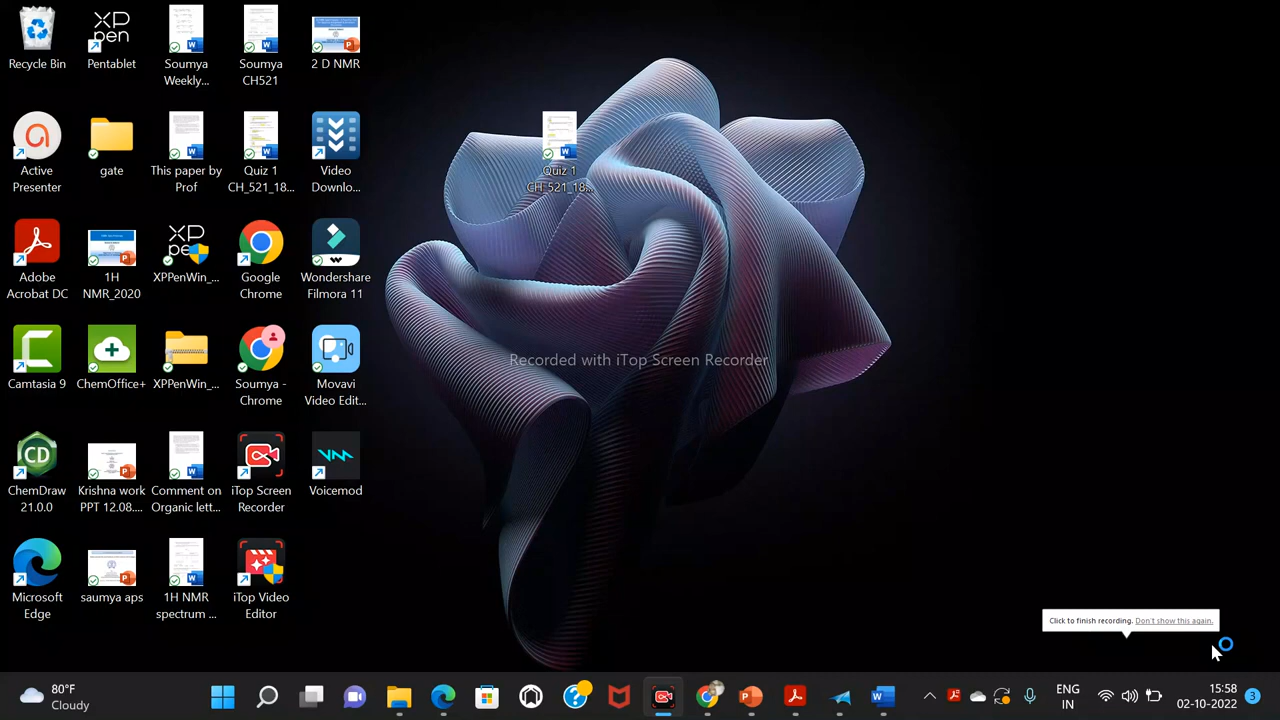 XP
pen
Recycle Bin
Pentablet
Soumya
Weekly...
Soumya
CH521
2 D NMR
Active
Presenter
gate
This paper by
Prof
Quiz 1
CH_521_18...
Video
Downlo...
Quiz 1
CH_521_18...
XP
pe
Adobe
Acrobat DC
1H
NMR_2020
XPPenWin_...
Google
Chrome
Wondershare
Filmora 11
Camtasia 9
ChemOffice+
XPPenWin_...
Soumya -
Chrome
Movavi
Video Edit...
Recorded with iTop Screen Recorder
CD
ChemDraw
21.0.0
Krishna work
PPT 12.08....
Comment on
Organic lett...
iTop Screen
Recorder
Voicemod
Microsoft
Edge
saumya aps
1H NMR
spectrum ...
iTop Video
Editor
Click to finish recording. Don't show this again.
80°F
Cloudy
ENG
IN
15:58
02-10-2022
3